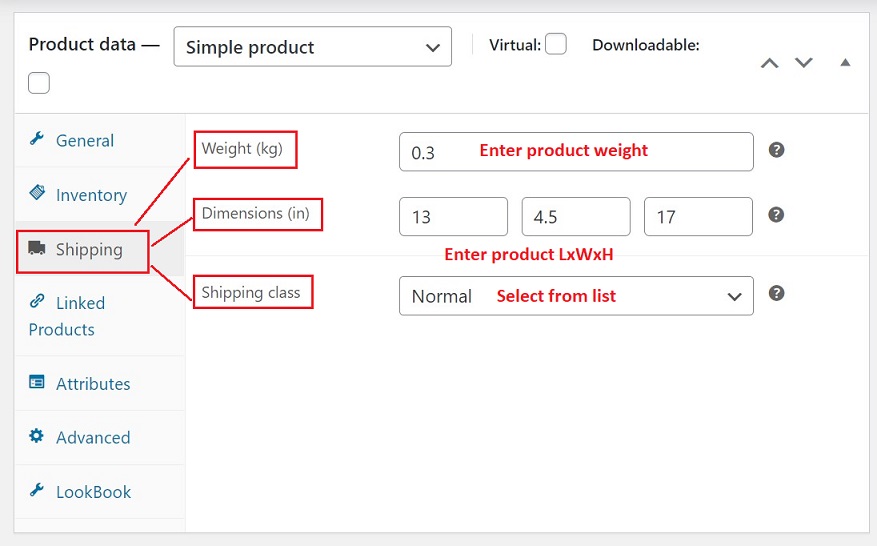 Product data — Simple product Virtual: Downloadable:
General
Inventory
Shipping
Linked
Products
Attributes
Advanced
LookBook
Weight (kg) 0.3 Enter product weight ?
Dimensions (in) 13 4.5 17 ?
Enter product LxWxH
Shipping class Normal Select from list ?